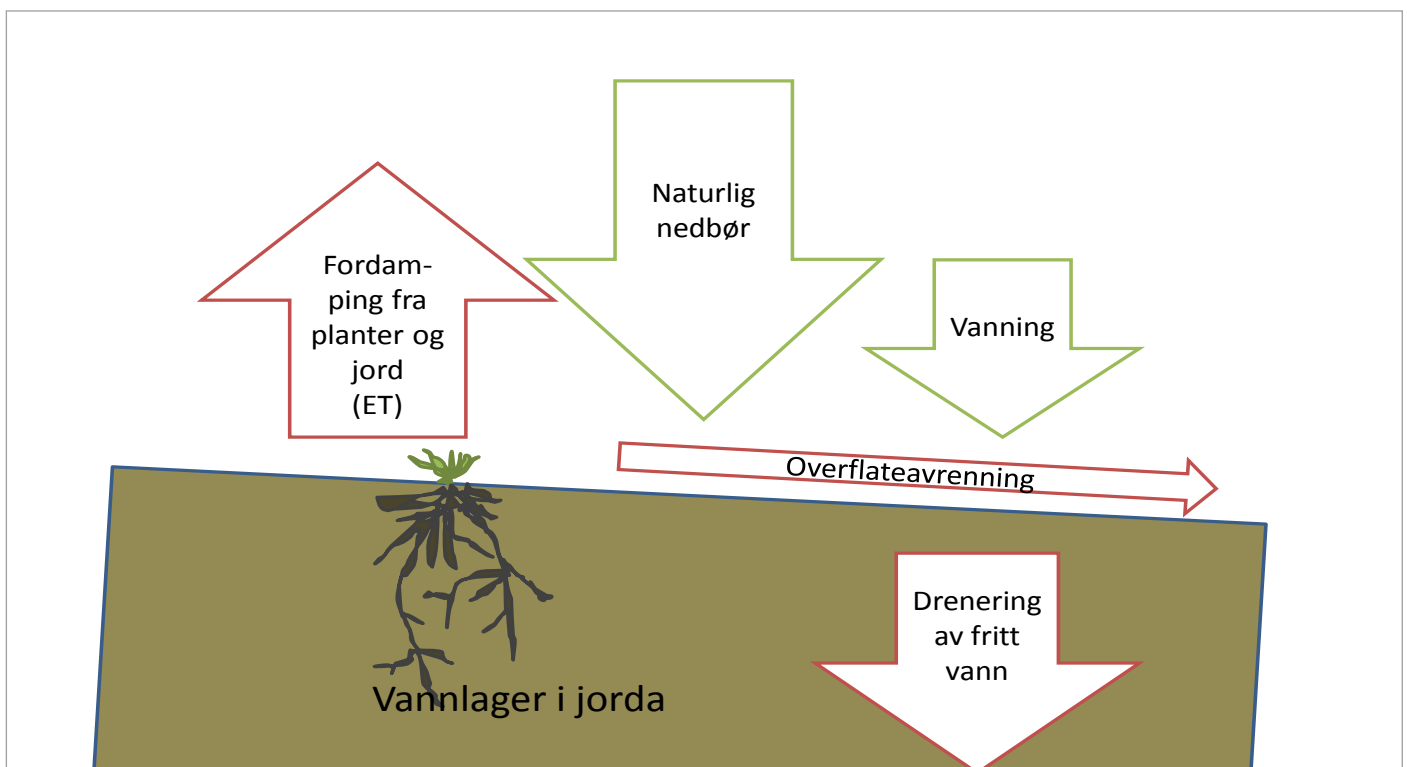 Naturlig
nedbør
Fordam-
ping fra
planter og
jord
(ET)
Vanning
Overflateavrenning
Drenering
av fritt
vann
Vannlager i jorda